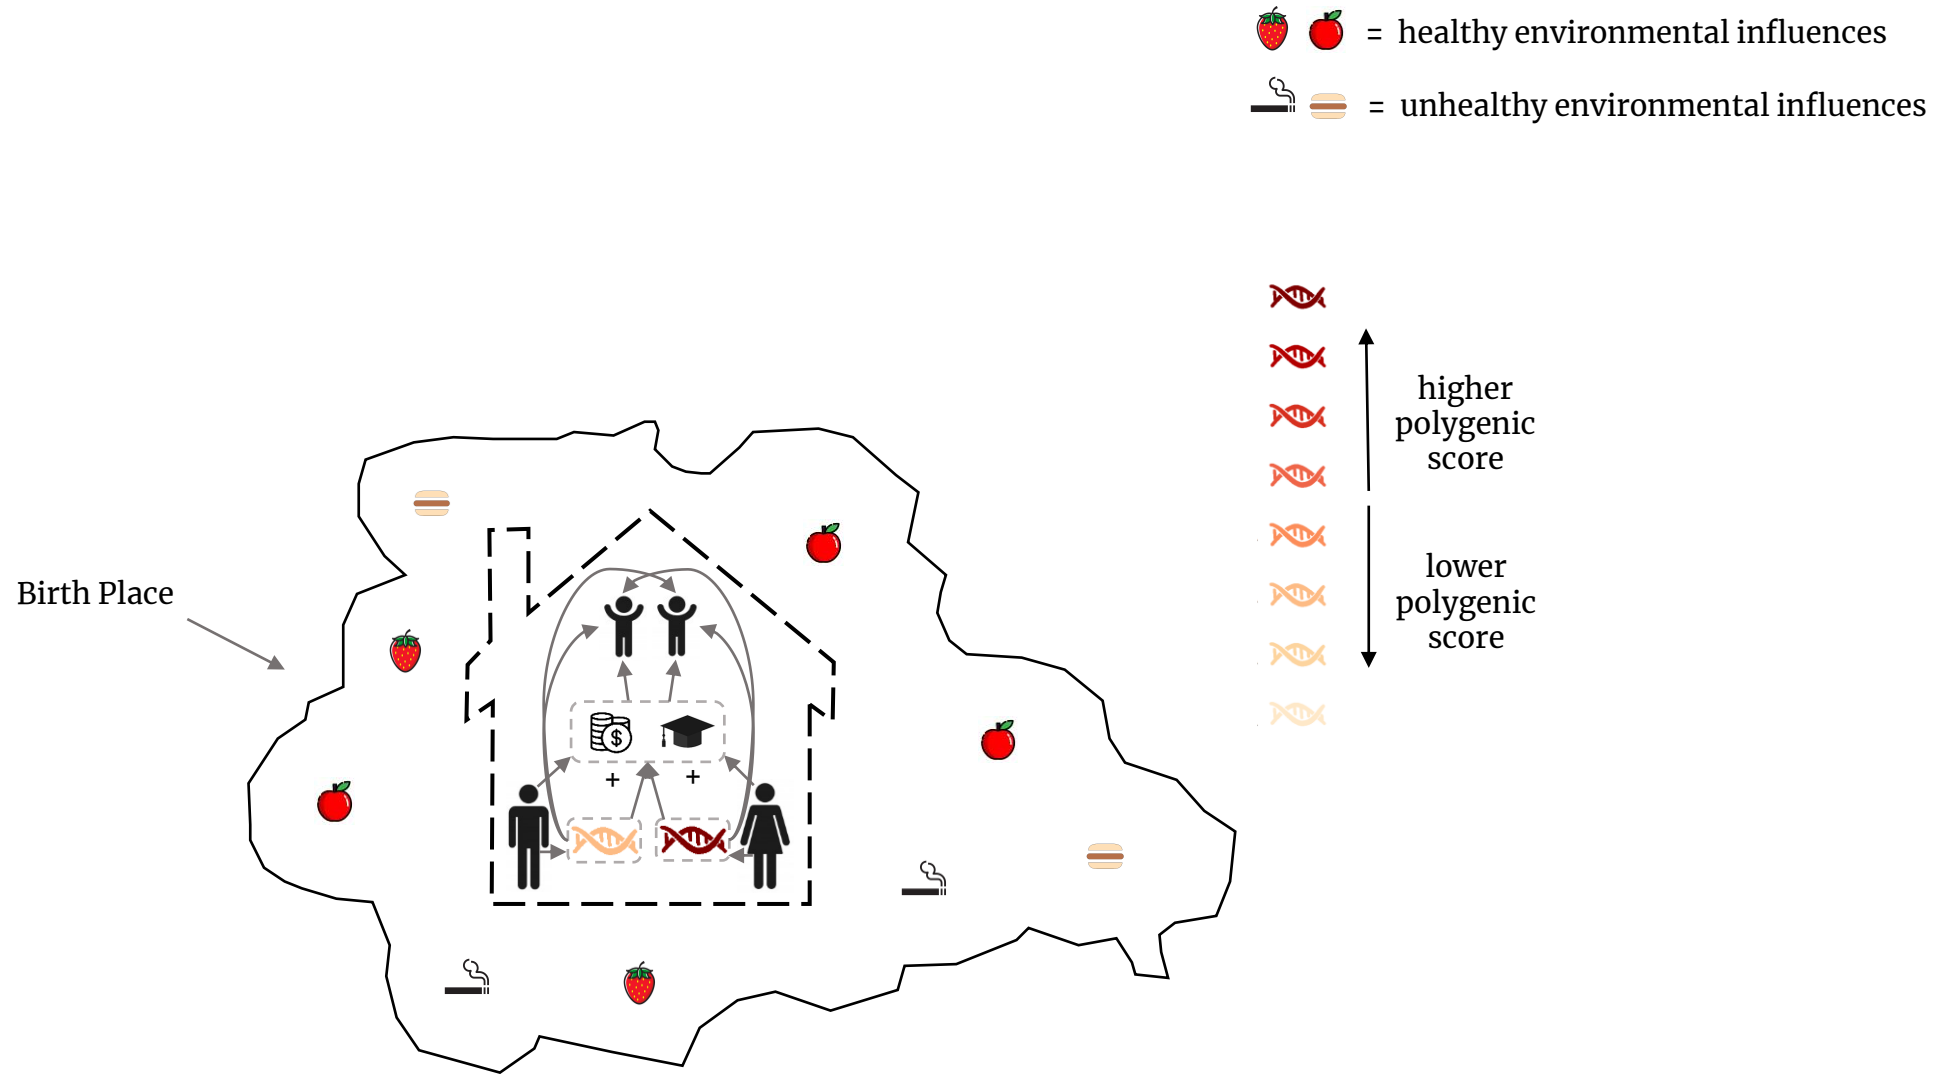 = healthy environmental influences
= unhealthy environmental influences
higher
polygenic
score
lower
polygenic
score
Birth Place
$
+ +